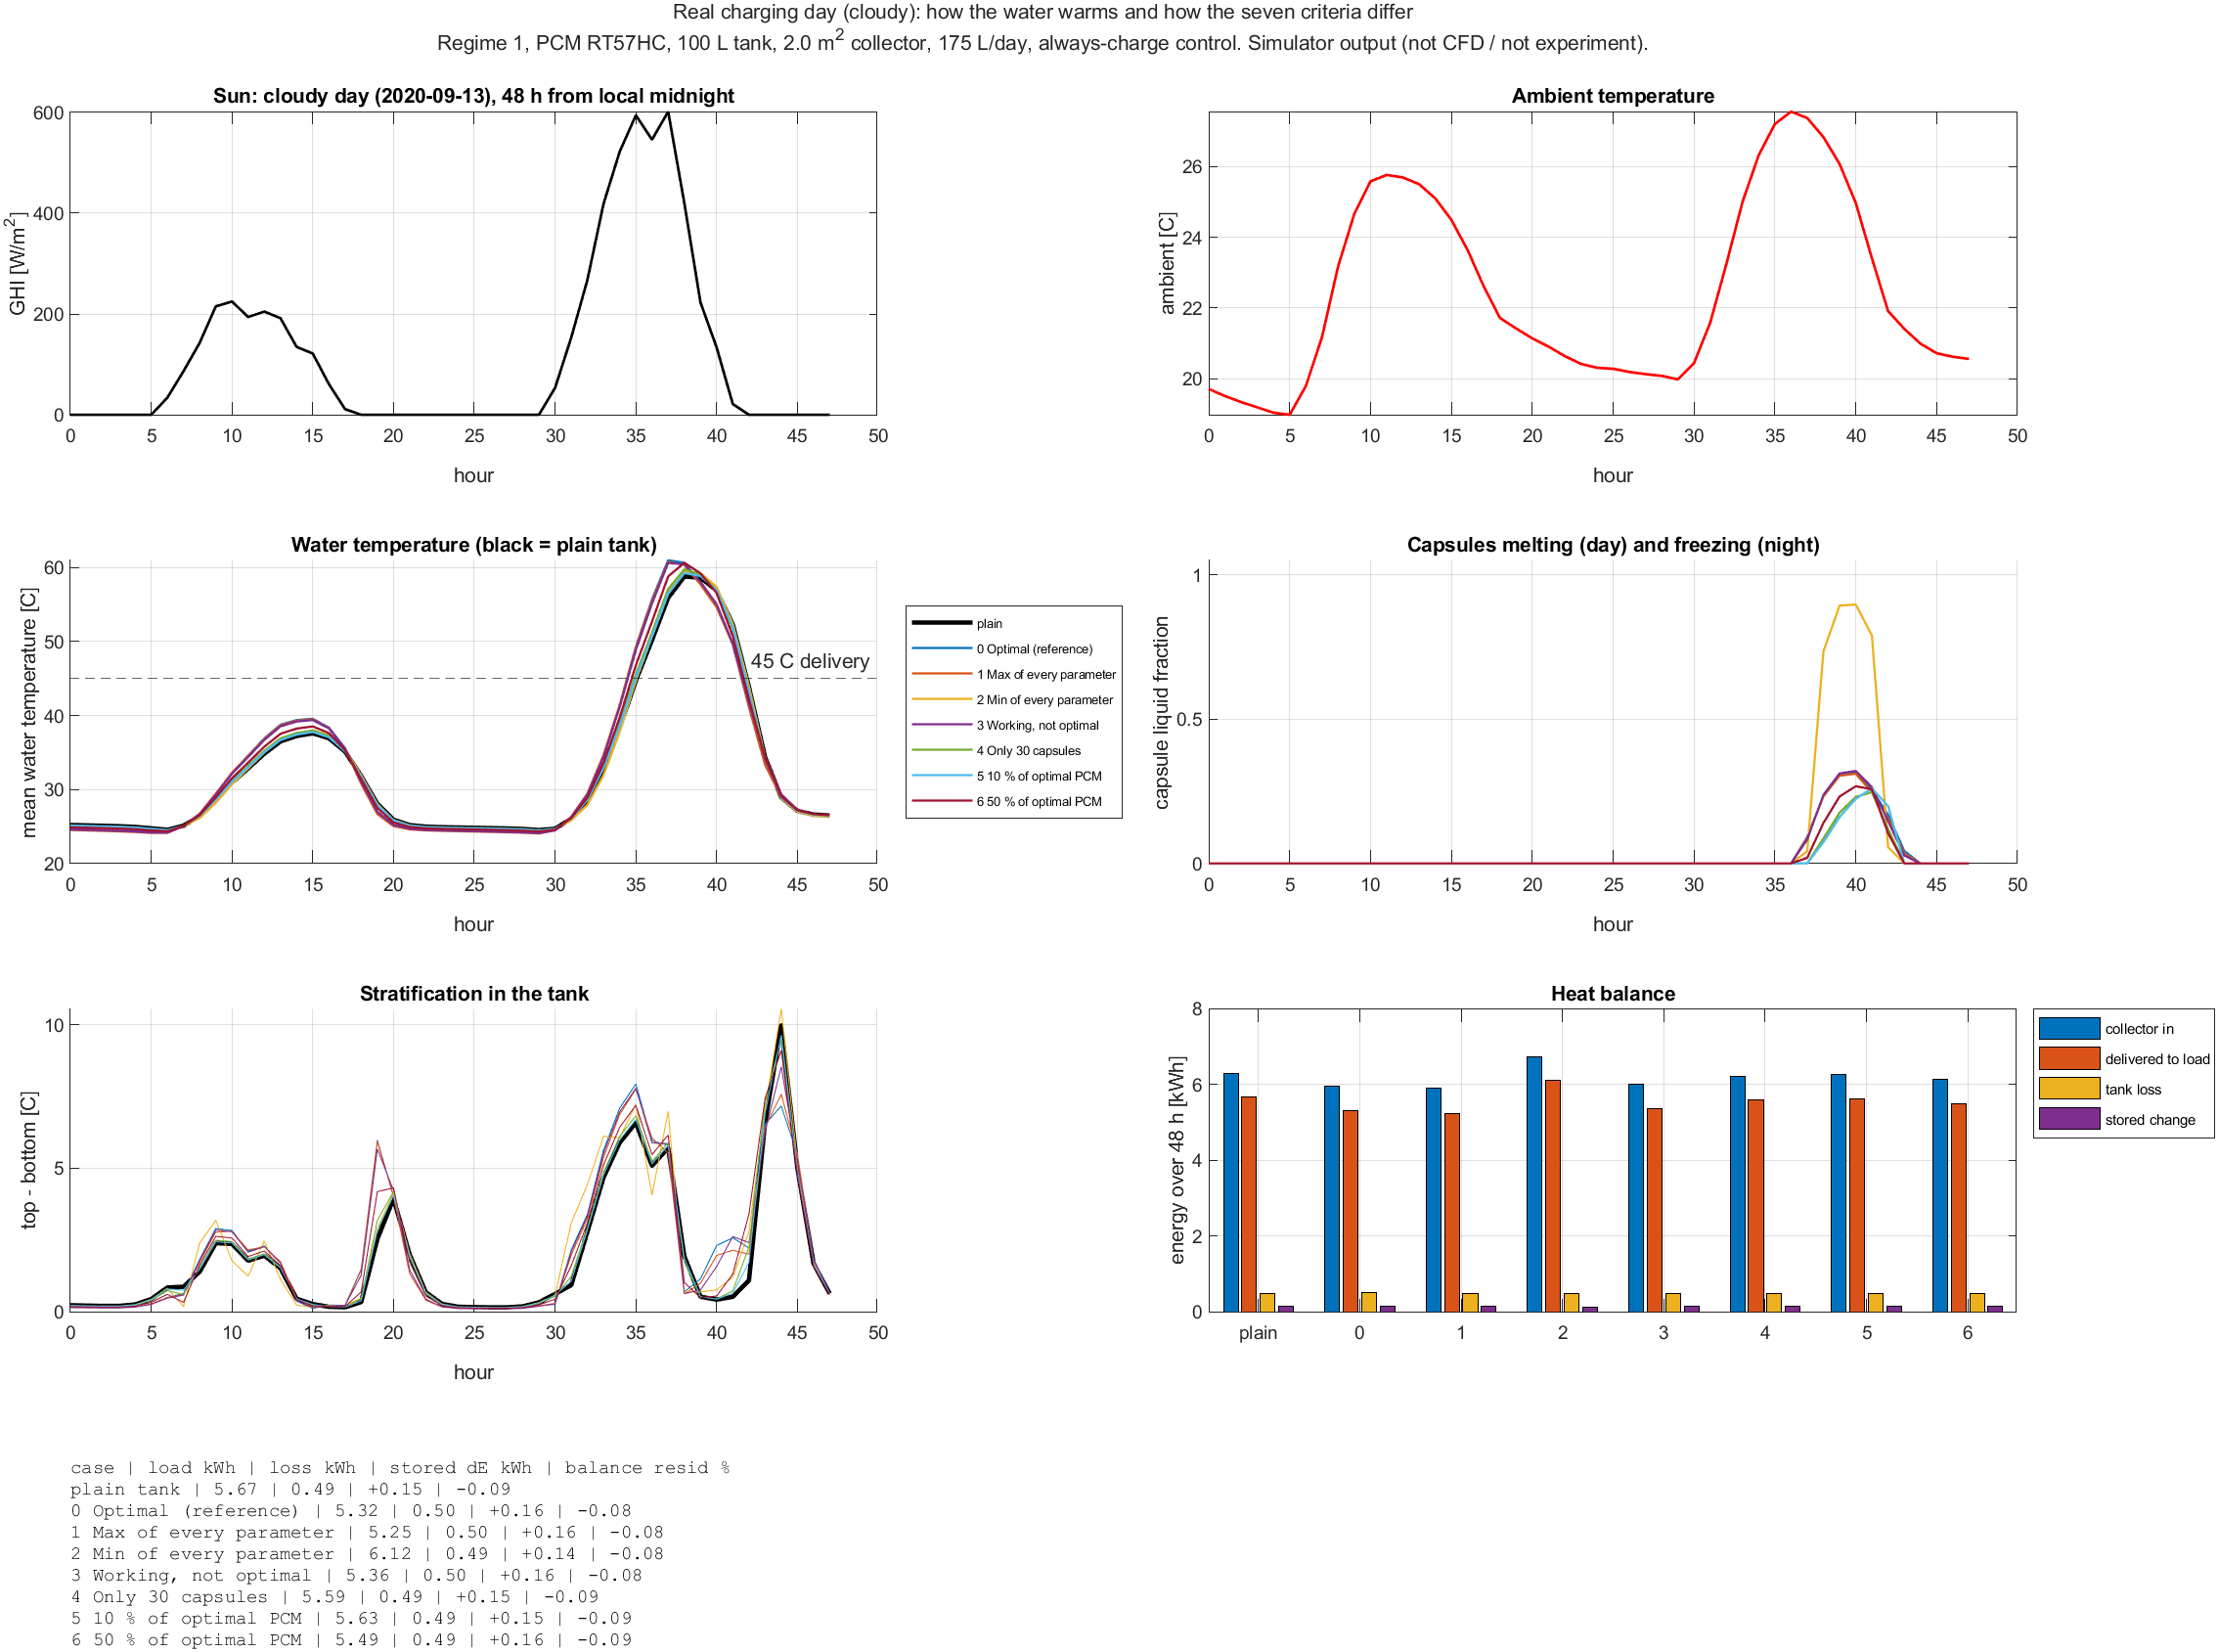 Real charging day (cloudy): how the water warms and how the seven criteria differ
Regime 1, PCM RT57HC, 100 L tank, 2.0 m² collector, 175 L/day, always-charge control. Simulator output (not CFD / not experiment).
Sun: cloudy day (2020-09-13), 48 h from local midnight
GHI [W/m²]
600
400
200
0
0 5 10 15 20 25 30 35 40 45 50
hour
Ambient temperature
ambient [C]
26
24
22
20
0 5 10 15 20 25 30 35 40 45 50
hour
Water temperature (black = plain tank)
mean water temperature [C]
60
50
40
30
20
45 C delivery
0 5 10 15 20 25 30 35 40 45 50
hour
plain
0 Optimal (reference)
1 Max of every parameter
2 Min of every parameter
3 Working, not optimal
4 Only 30 capsules
5 10 % of optimal PCM
6 50 % of optimal PCM
Capsules melting (day) and freezing (night)
capsule liquid fraction
1
0.5
0
0 5 10 15 20 25 30 35 40 45 50
hour
Stratification in the tank
top - bottom [C]
10
5
0
0 5 10 15 20 25 30 35 40 45 50
hour
Heat balance
energy over 48 h [kWh]
8
6
4
2
0
plain 0 1 2 3 4 5 6
collector in
delivered to load
tank loss
stored change
case | load kWh | loss kWh | stored dE kWh | balance resid %
plain tank | 5.67 | 0.49 | +0.15 | -0.09
0 Optimal (reference) | 5.32 | 0.50 | +0.16 | -0.08
1 Max of every parameter | 5.25 | 0.50 | +0.16 | -0.08
2 Min of every parameter | 6.12 | 0.49 | +0.14 | -0.08
3 Working, not optimal | 5.36 | 0.50 | +0.16 | -0.08
4 Only 30 capsules | 5.59 | 0.49 | +0.15 | -0.09
5 10 % of optimal PCM | 5.63 | 0.49 | +0.15 | -0.09
6 50 % of optimal PCM | 5.49 | 0.49 | +0.16 | -0.09